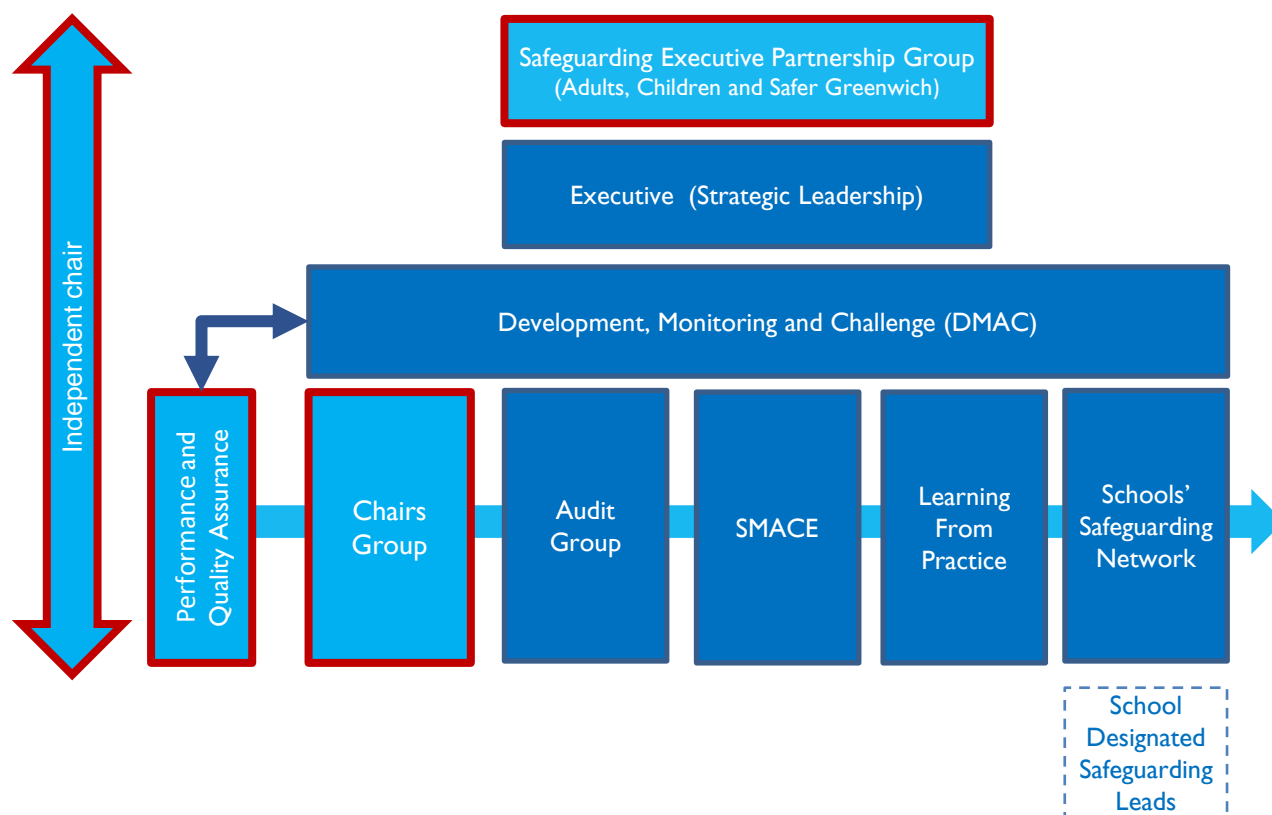 Safeguarding Executive Partnership Group
(Adults, Children and Safer Greenwich)
Executive (Strategic Leadership)
Independent chair
Development, Monitoring and Challenge (DMAC)
Performance and
Quality Assurance
Chairs
Group
Audit
Group
SMACE
Learning
From
Practice
Schools’
Safeguarding
Network
School
Designated
Safeguarding
Leads